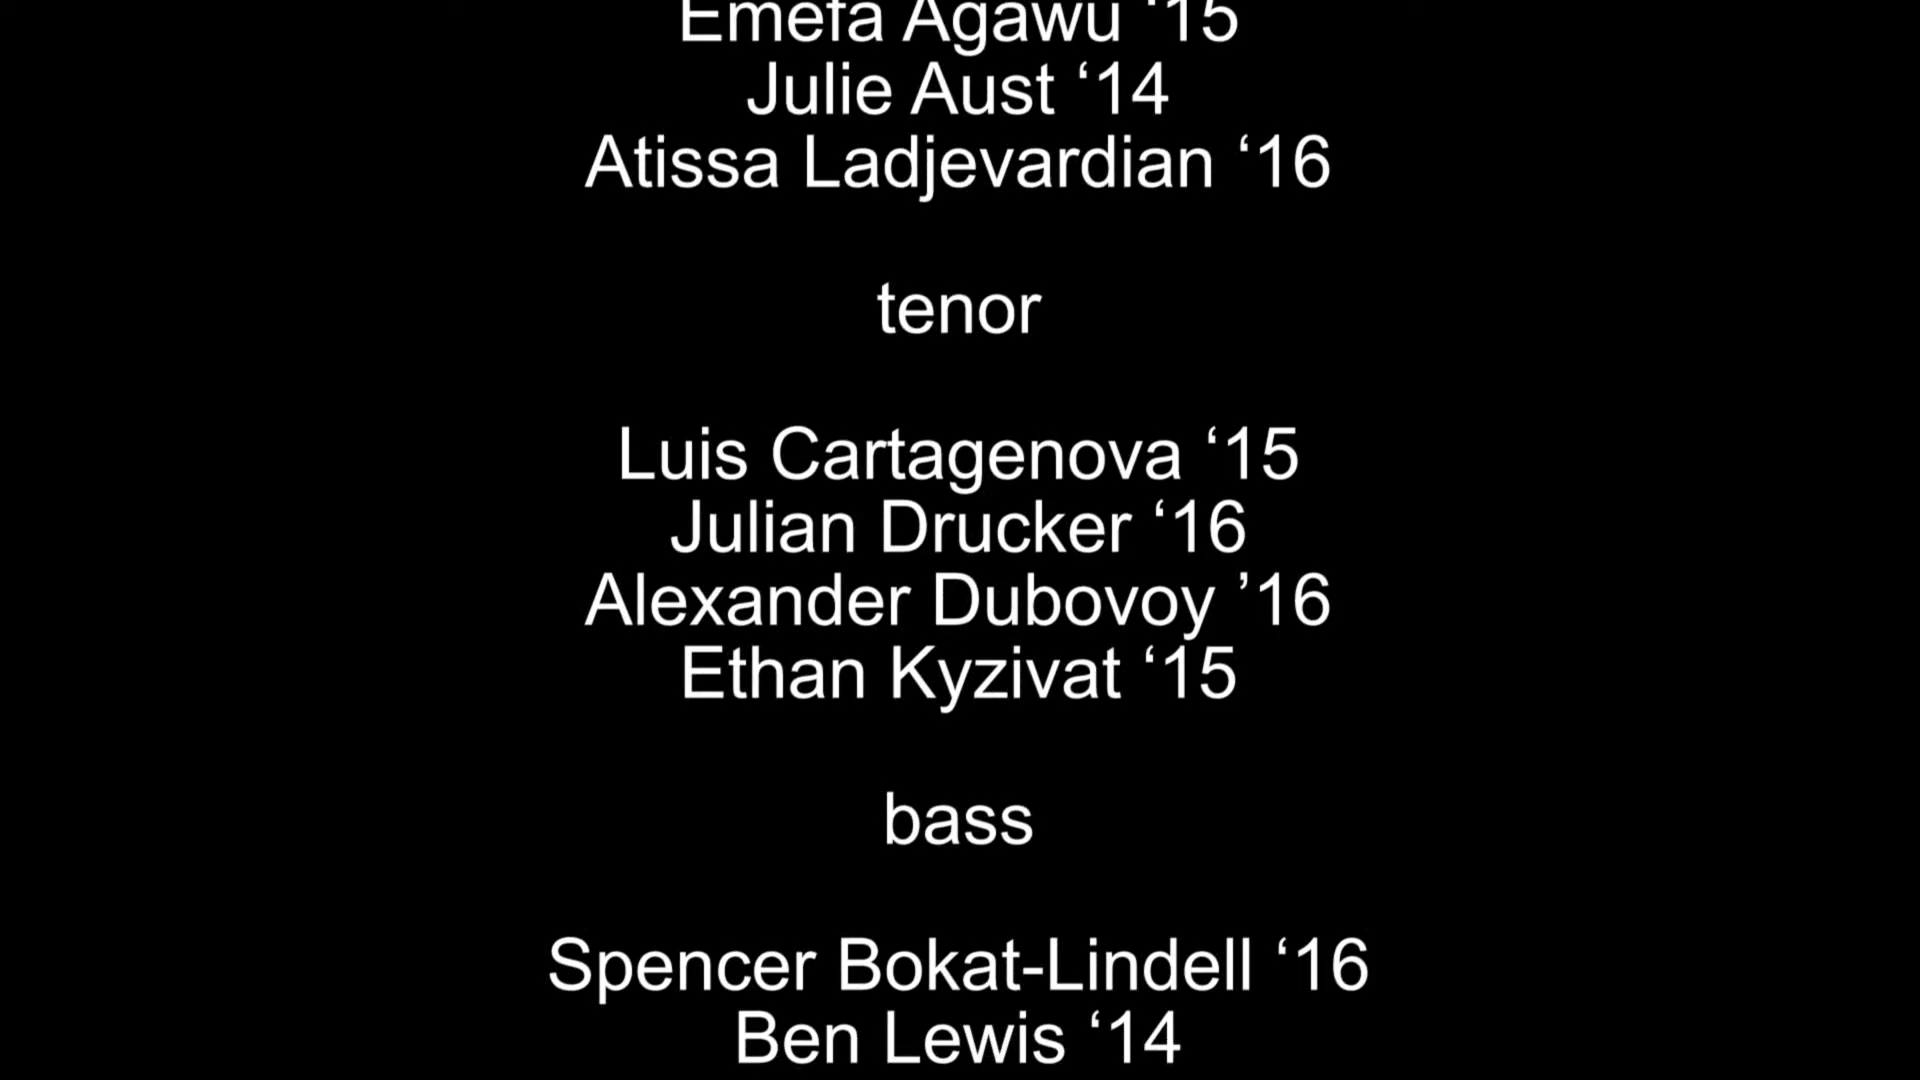 Emefa Agawu ‘15
Julie Aust ‘14
Atissa Ladjevardian ‘16
tenor
Luis Cartagenova ‘15
Julian Drucker ‘16
Alexander Dubovoy ’16
Ethan Kyzivat ‘15
bass
Spencer Bokat-Lindell ‘16
Ben Lewis ‘14